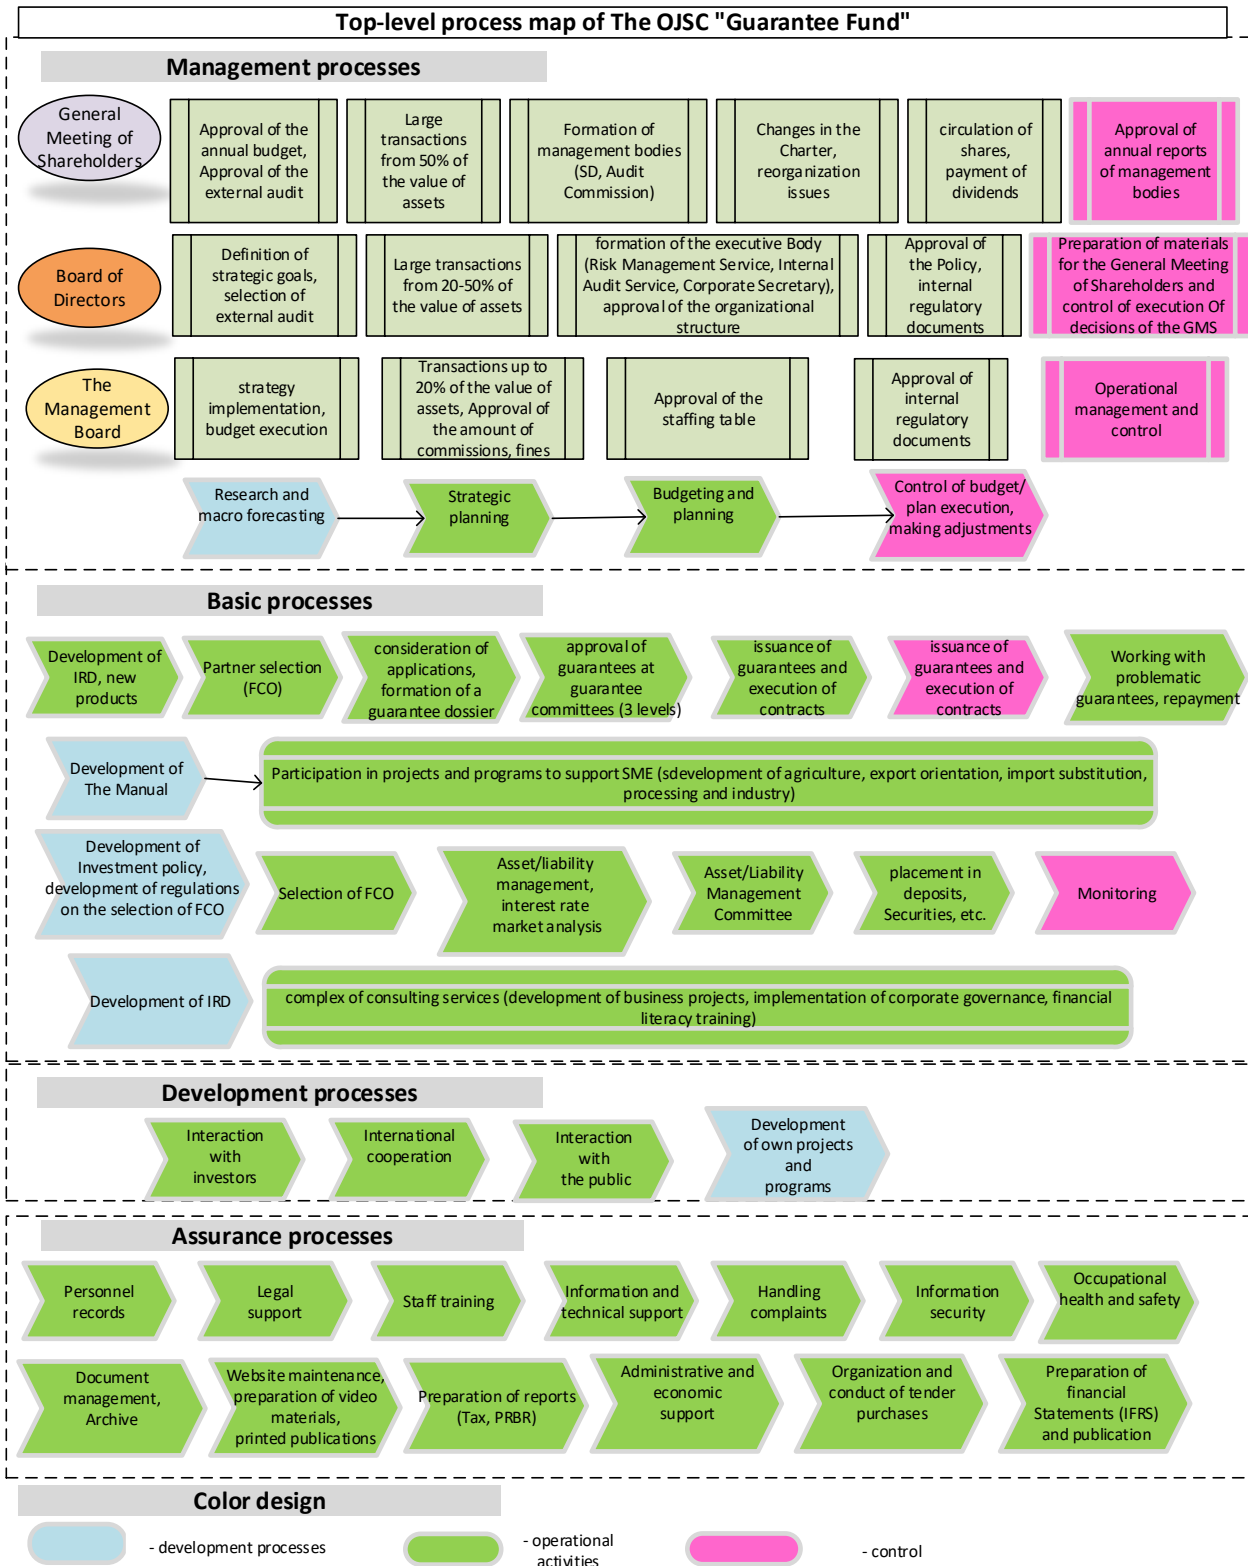 Top-level process map of The OJSC "Guarantee Fund"
Management processes
General
Meeting of
Shareholders
Approval of the
annual budget,
Approval of the
external audit
Large
transactions
from 50% of
the value of
assets
Formation of
management bodies
(SD, Audit
Commission)
Changes in the
Charter,
reorganization
issues
circulation of
shares,
payment of
dividends
Approval of
annual reports
of management
bodies
Board of
Directors
Definition of
strategic goals,
selection of
external audit
Large transactions
from 20-50% of
the value of assets
formation of the executive Body
(Risk Management Service, Internal
Audit Service, Corporate Secretary),
approval of the organizational
structure
Approval of
the Policy,
internal
regulatory
documents
Preparation of materials
for the General Meeting
of Shareholders and
control of execution Of
decisions of the GMS
The
Management
Board
strategy
implementation,
budget execution
Transactions up to
20% of the value of
assets, Approval of
the amount of
commissions, fines
Approval of the
staffing table
Approval of
internal
regulatory
documents
Operational
management and
control
Research and
macro forecasting
Strategic
planning
Budgeting and
planning
Control of budget/
plan execution,
making adjustments
Basic processes
Development of
IRD, new
products
Partner selection
(FCO)
consideration of
applications,
formation of a
guarantee dossier
approval of
guarantees at
guarantee
committees (3 levels)
issuance of
guarantees and
execution of
contracts
issuance of
guarantees and
execution of
contracts
Working with
problematic
guarantees, repayment
Development of
The Manual
Participation in projects and programs to support SME (sdevelopment of agriculture, export orientation, import substitution,
processing and industry)
Development of
Investment policy,
development of regulations
on the selection of FCO
Selection of FCO
Asset/liability
management,
interest rate
market analysis
Asset/Liability
Management
Committee
placement in
deposits,
Securities, etc.
Monitoring
Development of IRD
complex of consulting services (development of business projects, implementation of corporate governance, financial
literacy training)
Development processes
Interaction
with
investors
International
cooperation
Interaction
with
the public
Development
of own projects
and
programs
Assurance processes
Personnel
records
Legal
support
Staff training
Information and
technical support
Handling
complaints
Information
security
Occupational
health and safety
Document
management,
Archive
Website maintenance,
preparation of video
materials,
printed publications
Preparation of reports
(Tax, PRBR)
Administrative and
economic
support
Organization and
conduct of tender
purchases
Preparation of
financial
Statements (IFRS)
and publication
Color design
- development processes
- operational
activities
- control